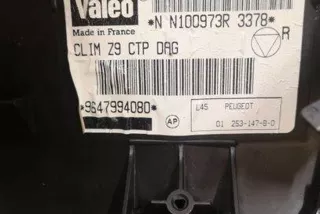 Valeo
*N N100973R 3378*
Made in France
R
CLIM Z9 CTP DRG
*9647994080*
L45 PEUGEOT
01 253-147-8-0
AP